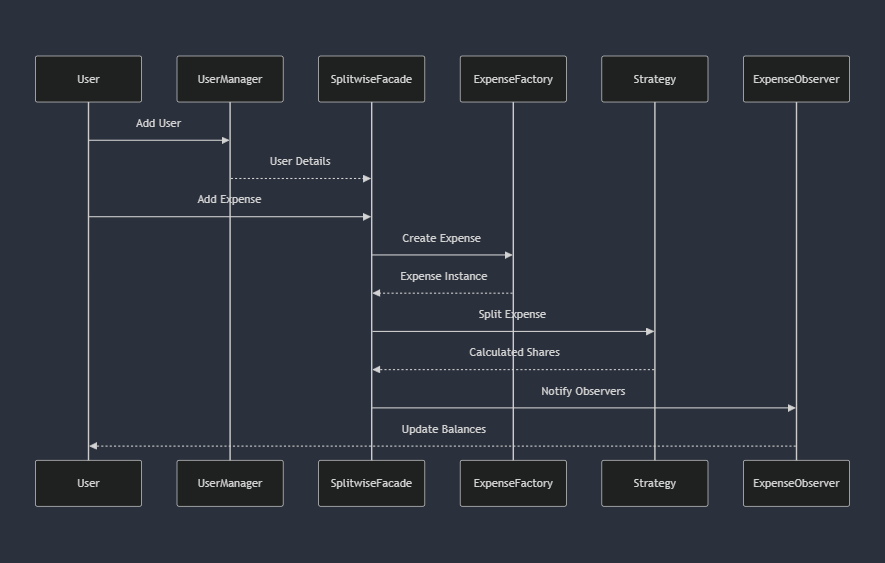 User
UserManager
SplitwiseFacade
ExpenseFactory
Strategy
ExpenseObserver
Add User
User Details
Add Expense
Create Expense
Expense Instance
Split Expense
Calculated Shares
Notify Observers
Update Balances
User
UserManager
SplitwiseFacade
ExpenseFactory
Strategy
ExpenseObserver